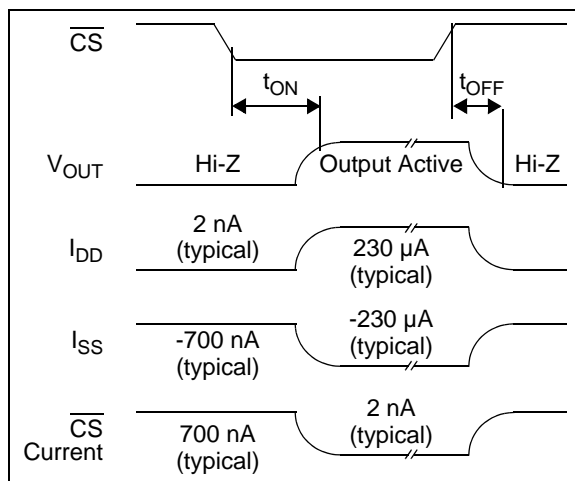 CS
tON
tOFF
VOUT
Hi-Z
Output Active
Hi-Z
IDD
2 nA
(typical)
230 µA
(typical)
ISS
-700 nA
(typical)
-230 µA
(typical)
CS
Current
700 nA
(typical)
2 nA
(typical)